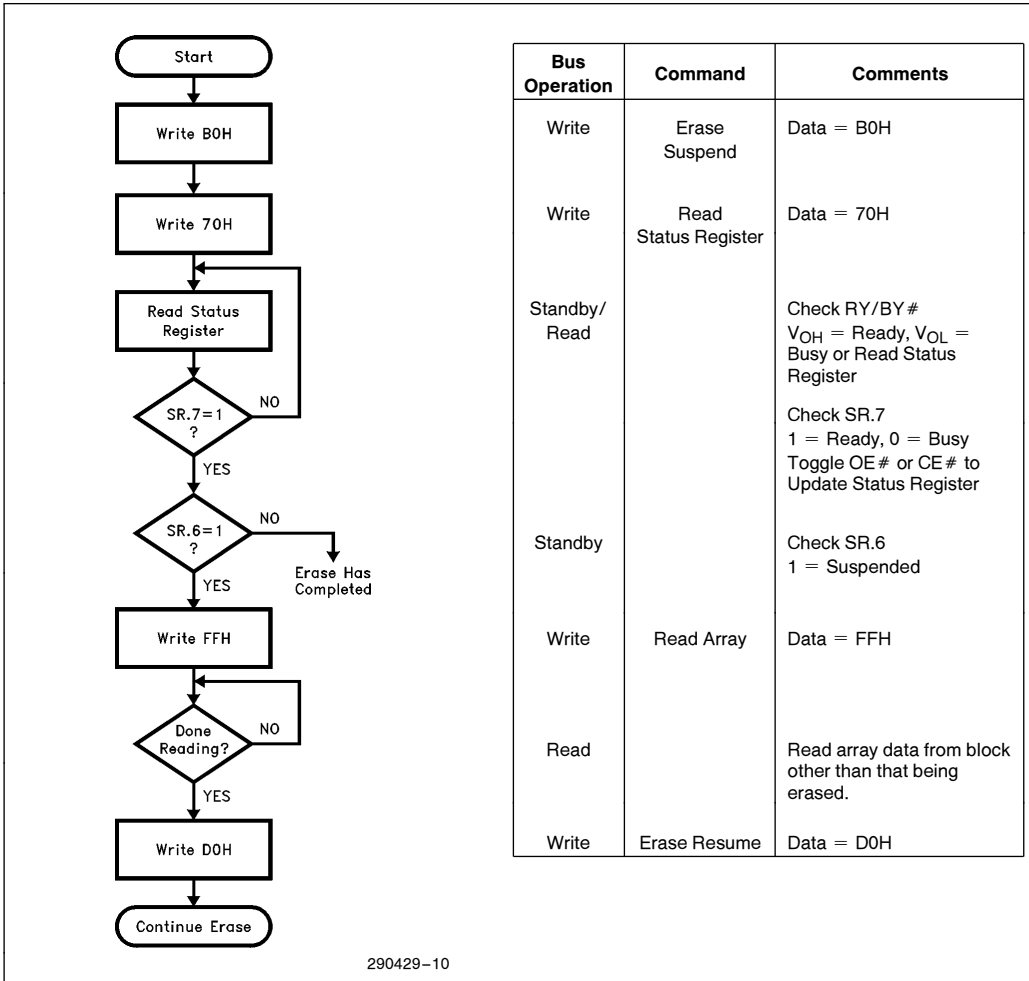 Start
Write B0H
Write 70H
Read Status
Register
SR.7=1
?
NO
YES
SR.6=1
?
NO
Erase Has
Completed
YES
Write FFH
Done
Reading?
NO
YES
Write D0H
Continue Erase
Bus
Operation
Command
Comments
Write
Erase
Suspend
Data = B0H
Write
Read
Status Register
Data = 70H
Standby/
Read
Check RY/BY#
VOH = Ready, VOL =
Busy or Read Status
Register
Check SR.7
1 = Ready, 0 = Busy
Toggle OE# or CE# to
Update Status Register
Standby
Check SR.6
1 = Suspended
Write
Read Array
Data = FFH
Read
Read array data from block
other than that being
erased.
Write
Erase Resume
Data = D0H
290429–10